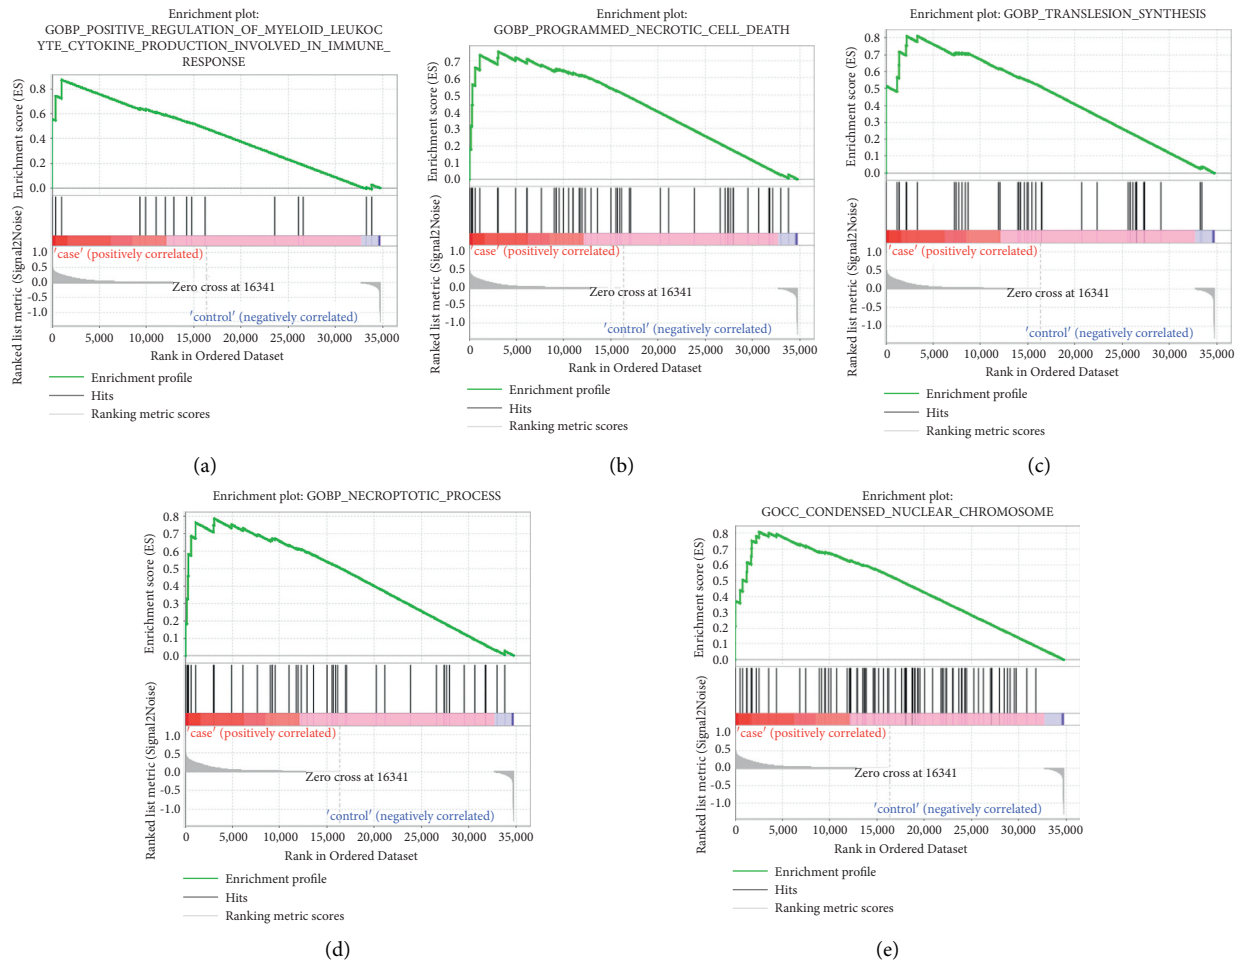 Enrichment plot:
GOBP_POSITIVE_REGULATION_OF_MYELOID_LEUKOC
YTE_CYTOKINE_PRODUCTION_INVOLVED_IN_IMMUNE_
RESPONSE
Enrichment score (ES)
0.8
0.6
0.4
0.2
0.0
Ranked list metric (Signal2Noise)
1.0
0.5
0.0
-0.5
-1.0
'case' (positively correlated)
Zero cross at 16341
'control' (negatively correlated)
0 5,000 10,000 15,000 20,000 25,000 30,000 35,000
Rank in Ordered Dataset
Enrichment profile
Hits
Ranking metric scores
(a)
Enrichment plot:
GOBP_PROGRAMMED_NECROTIC_CELL_DEATH
Enrichment score (ES)
0.7
0.6
0.5
0.4
0.3
0.2
0.1
0.0
Ranked list metric (Signal2Noise)
1.0
0.5
0.0
-0.5
-1.0
'case' (positively correlated)
Zero cross at 16341
'control' (negatively correlated)
0 5,000 10,000 15,000 20,000 25,000 30,000 35,000
Rank in Ordered Dataset
Enrichment profile
Hits
Ranking metric scores
(b)
Enrichment plot: GOBP_TRANSLESION_SYNTHESIS
Enrichment score (ES)
0.8
0.7
0.6
0.5
0.4
0.3
0.2
0.1
0.0
Ranked list metric (Signal2Noise)
1.0
0.5
0.0
-0.5
-1.0
'case' (positively correlated)
Zero cross at 16341
'control' (negatively correlated)
0 5,000 10,000 15,000 20,000 25,000 30,000 35,000
Rank in Ordered Dataset
Enrichment profile
Hits
Ranking metric scores
(c)
Enrichment plot: GOBP_NECROPTOTIC_PROCESS
Enrichment score (ES)
0.8
0.7
0.6
0.5
0.4
0.3
0.2
0.1
0.0
Ranked list metric (Signal2Noise)
1.0
0.5
0.0
-0.5
-1.0
'case' (positively correlated)
Zero cross at 16341
'control' (negatively correlated)
0 5,000 10,000 15,000 20,000 25,000 30,000 35,000
Rank in Ordered Dataset
Enrichment profile
Hits
Ranking metric scores
(d)
Enrichment plot:
GOCC_CONDENSED_NUCLEAR_CHROMOSOME
Enrichment score (ES)
0.8
0.7
0.6
0.5
0.4
0.3
0.2
0.1
0.0
Ranked list metric (Signal2Noise)
1.0
0.5
0.0
-0.5
-1.0
'case' (positively correlated)
Zero cross at 16341
'control' (negatively correlated)
0 5,000 10,000 15,000 20,000 25,000 30,000 35,000
Rank in Ordered Dataset
Enrichment profile
Hits
Ranking metric scores
(e)